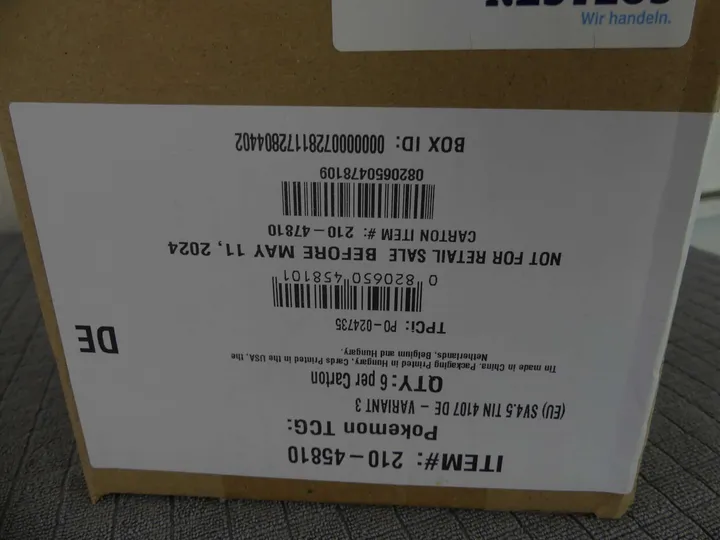 Wir handeln.
ITEM#: 210-45810
Pokemon TCG:
(EU) SV4.5 TIN 4107 DE - VARIANT 3
QTY: 6 per Carton
Tin made in China. Packaging Printed in Hungary. Cards Printed in the USA, the
Netherlands, Belgium and Hungary.
DE
TPCi: PO-024735
0 820650 458101
NOT FOR RETAIL SALE BEFORE MAY 11, 2024
CARTON ITEM #: 210-47810
0820650478109
BOX ID: 00000007281172804402